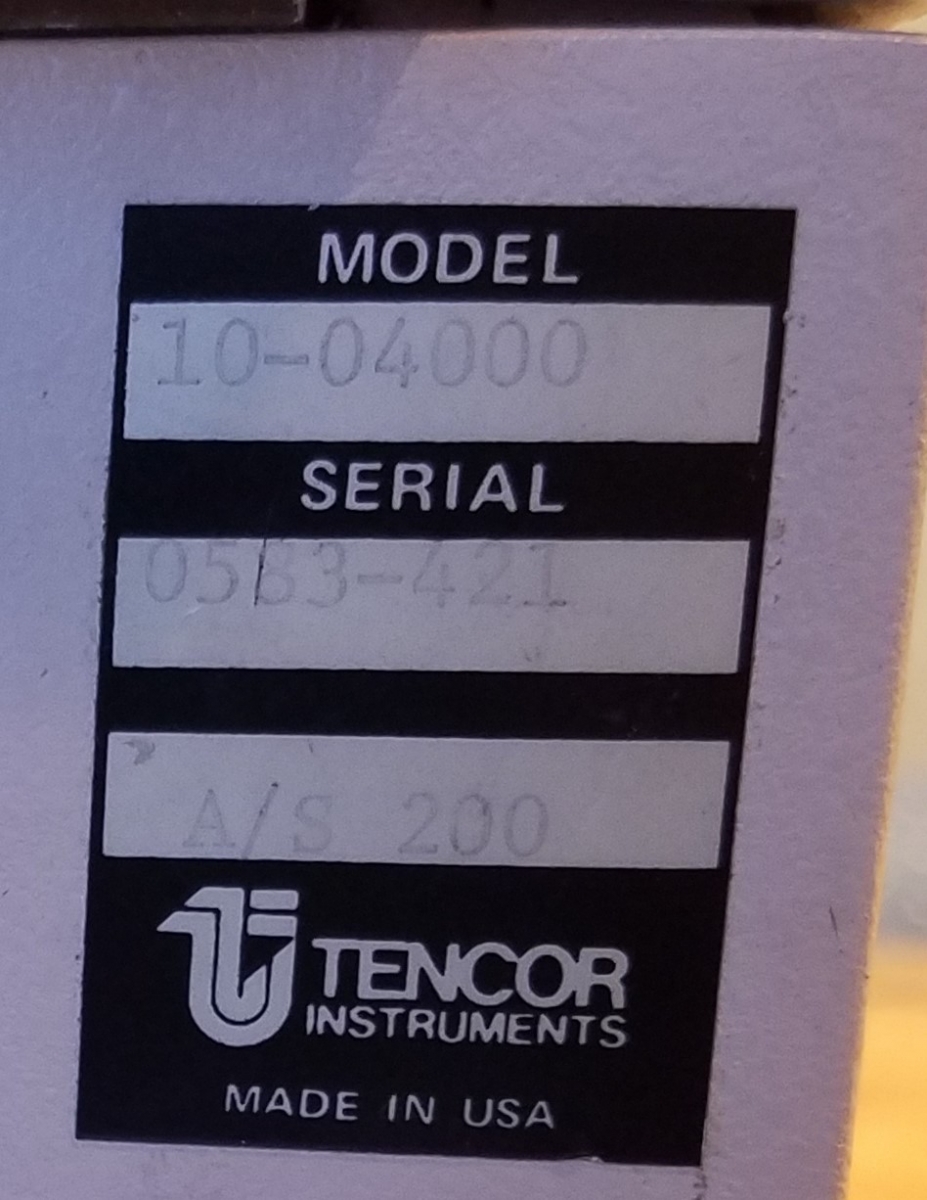 MODEL
10-04000
SERIAL
0583-421
A/S 200
TENCOR
INSTRUMENTS
MADE IN USA